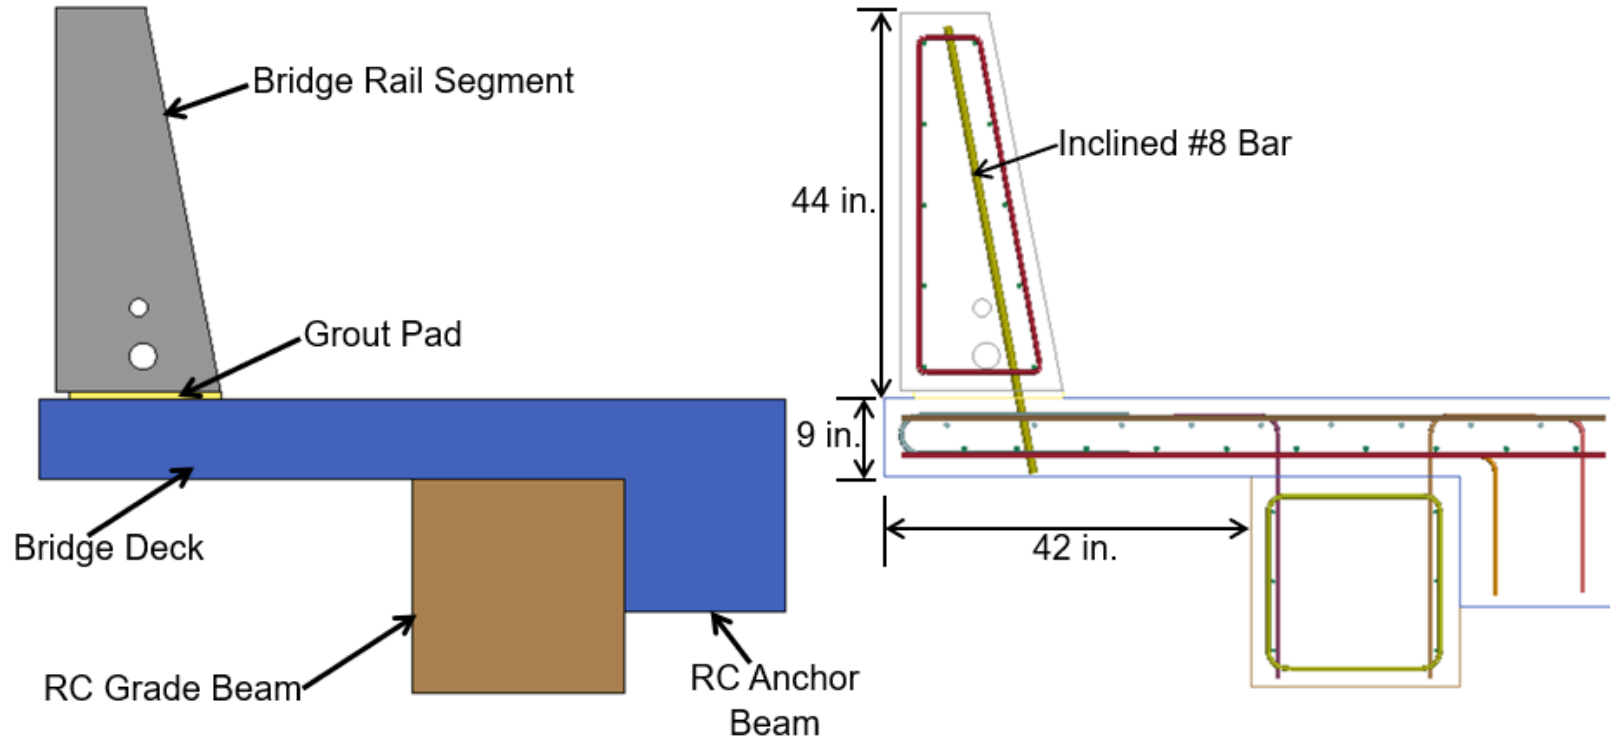 Bridge Rail Segment
Inclined #8 Bar
44 in.
Grout Pad
9 in.
Bridge Deck
42 in.
RC Grade Beam
RC Anchor
Beam